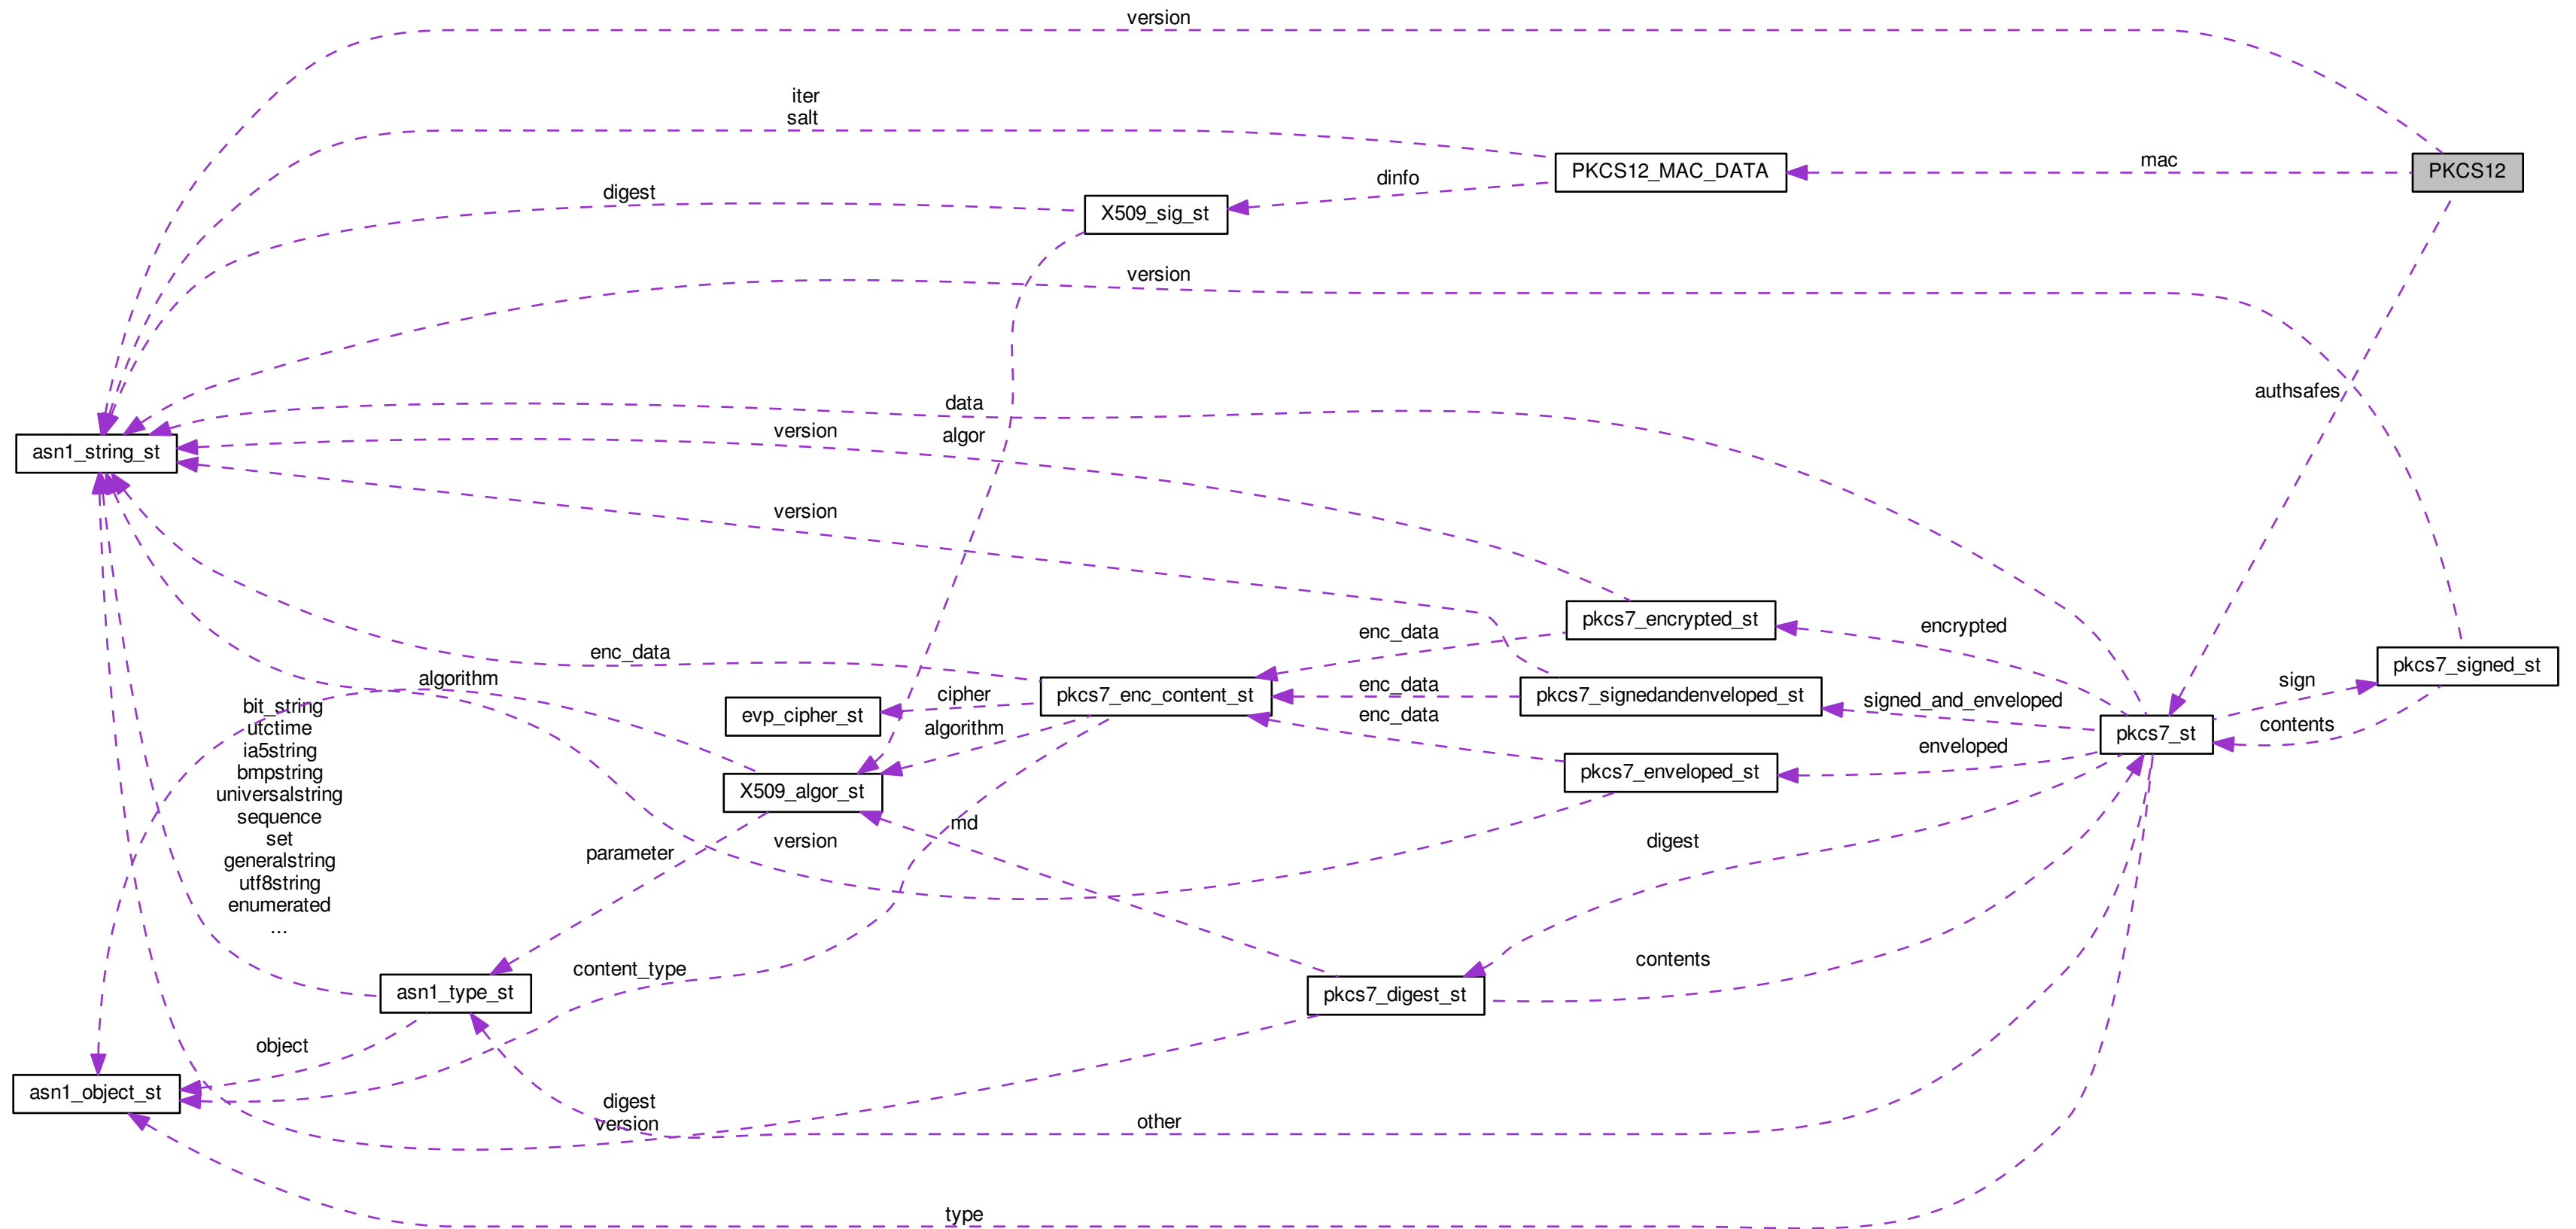 version
iter
salt
PKCS12_MAC_DATA
mac
PKCS12
dinfo
digest
X509_sig_st
version
authsafes
data
algor
version
asn1_string_st
version
pkcs7_encrypted_st
encrypted
enc_data
enc_data
pkcs7_signed_st
sign
algorithm
cipher
pkcs7_enc_content_st
enc_data
pkcs7_signedandenveloped_st
signed_and_enveloped
evp_cipher_st
enc_data
algorithm
contents
pkcs7_st
enveloped
pkcs7_enveloped_st
bit_string
utctime
ia5string
bmpstring
universalstring
sequence
set
generalstring
utf8string
enumerated
...
X509_algor_st
md
version
digest
parameter
content_type
contents
asn1_type_st
pkcs7_digest_st
object
asn1_object_st
digest
version
other
type